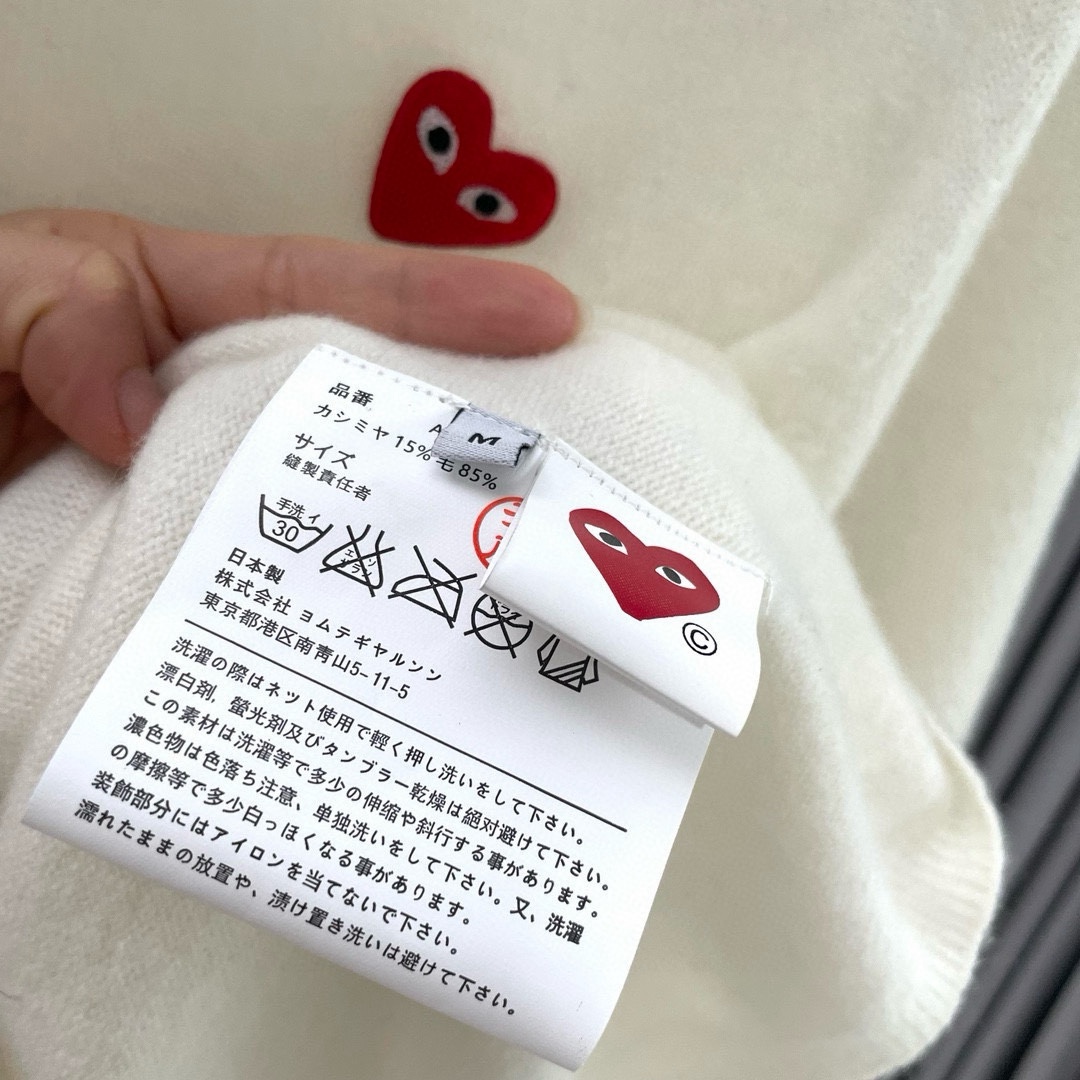 品番
A
M
カシミヤ 15% 毛 85%
サイズ
縫製責任者
手洗イ
30
日本製
株式会社 ヨムテギヤルソン
東京都港区南青山5-11-5
洗濯の際はネット使用で軽く押し洗いをして下さい。
漂白剤，螢光剤及びタンブラー乾燥は絶対避けて下さい。
この素材は洗濯等で多少の伸缩や斜行する事があります。
濃色物は色落ち注意、単独洗いをして下さい。又、洗濯
の摩擦等で多少白っほくなる事があります。
装飾部分にはアイロンを当てないで下さい。
濡れたままの放置や、漬け置き洗いは避けて下さい。
©